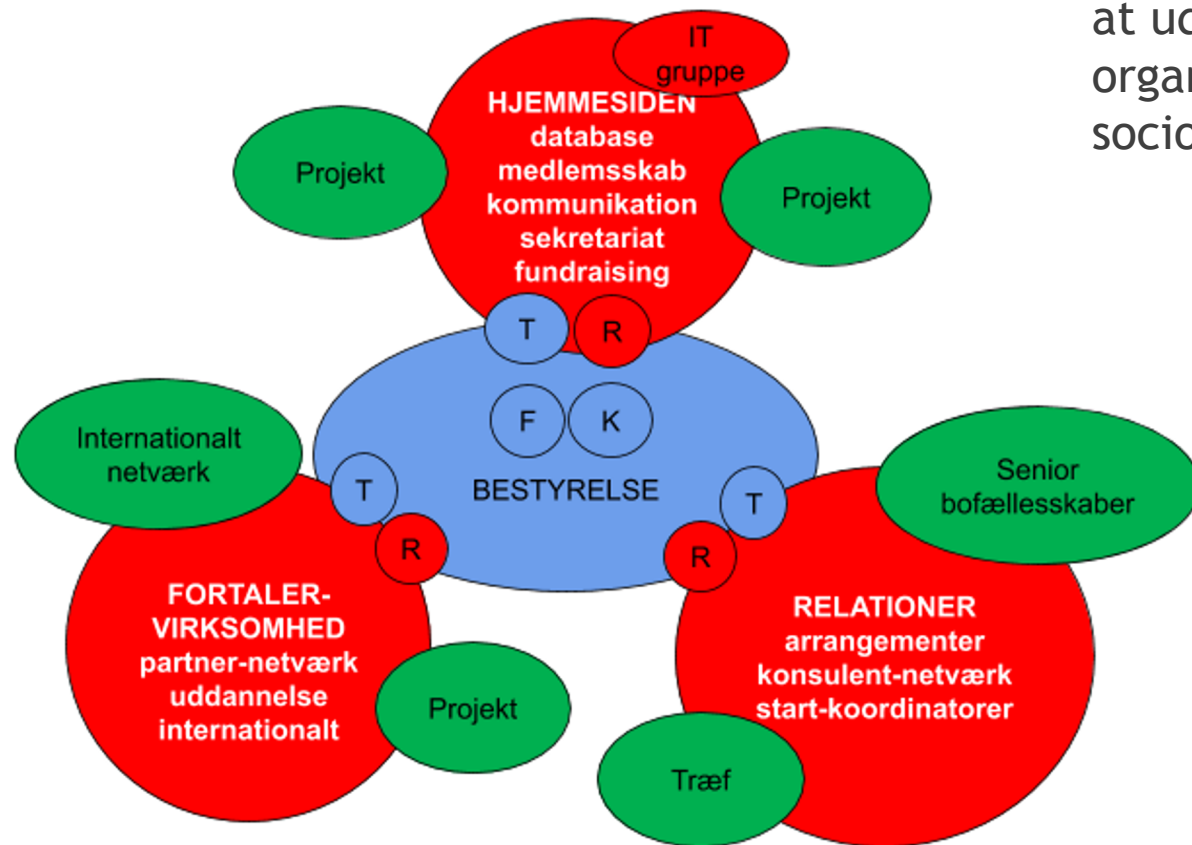 at ud
organ
socio
IT
gruppe
HJEMMESIDEN
database
medlemsskab
kommunikation
sekretariat
fundraising
Projekt
Projekt
T
R
F
K
BESTYRELSE
Internationalt
netværk
T
R
T
R
Senior
bofællesskaber
FORTALER-
VIRKSOMHED
partner-netværk
uddannelse
internationalt
Projekt
RELATIONER
arrangementer
konsulent-netværk
start-koordinatorer
Træf